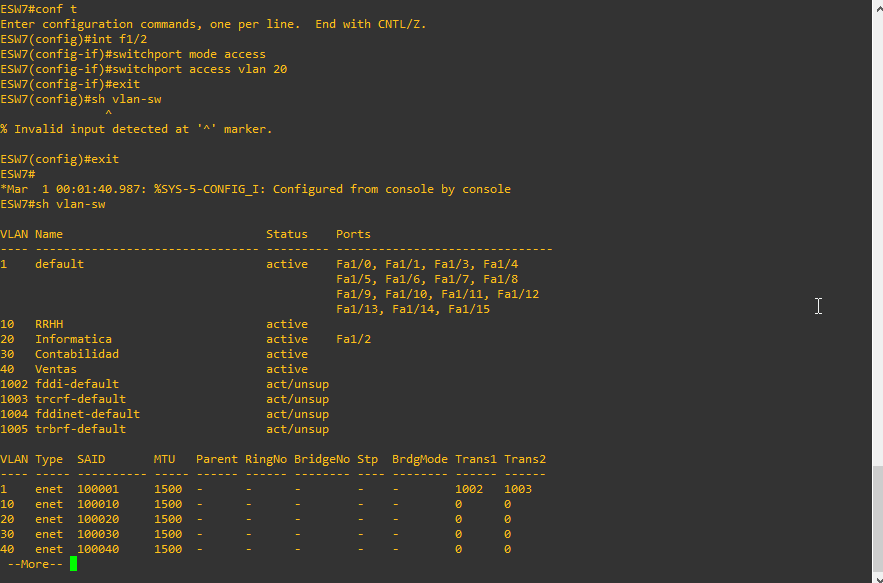 ESW7#conf t
Enter configuration commands, one per line.  End with CNTL/Z.
ESW7(config)#int f1/2
ESW7(config-if)#switchport mode access
ESW7(config-if)#switchport access vlan 20
ESW7(config-if)#exit
ESW7(config)#sh vlan-sw
               ^
% Invalid input detected at '^' marker.

ESW7(config)#exit
ESW7#
*Mar  1 00:01:40.987: %SYS-5-CONFIG_I: Configured from console by console
ESW7#sh vlan-sw

VLAN Name                             Status    Ports
---- -------------------------------- --------- -------------------------------
1    default                          active    Fa1/0, Fa1/1, Fa1/3, Fa1/4
                                                Fa1/5, Fa1/6, Fa1/7, Fa1/8
                                                Fa1/9, Fa1/10, Fa1/11, Fa1/12
                                                Fa1/13, Fa1/14, Fa1/15
10   RRHH                             active
20   Informatica                      active    Fa1/2
30   Contabilidad                     active
40   Ventas                           active
1002 fddi-default                     act/unsup
1003 trcrf-default                    act/unsup
1004 fddinet-default                  act/unsup
1005 trbrf-default                    act/unsup

VLAN Type  SAID       MTU   Parent RingNo BridgeNo Stp  BrdgMode Trans1 Trans2
---- ----- ---------- ----- ------ ------ -------- ---- -------- ------ ------
1    enet  100001     1500  -      -      -        -    -        1002   1003
10   enet  100010     1500  -      -      -        -    -        0      0
20   enet  100020     1500  -      -      -        -    -        0      0
30   enet  100030     1500  -      -      -        -    -        0      0
40   enet  100040     1500  -      -      -        -    -        0      0
 --More--